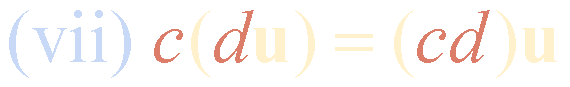 (vii) c(du) = (cd)u